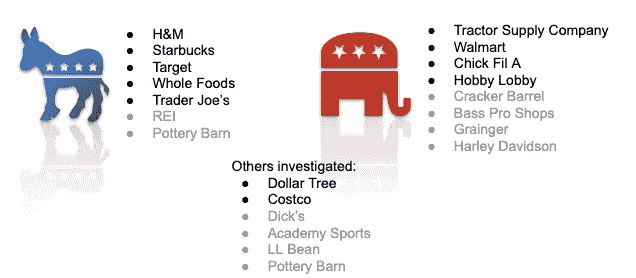 H&M
Starbucks
Target
Whole Foods
Trader Joe's
REI
Pottery Barn
Tractor Supply Company
Walmart
Chick Fil A
Hobby Lobby
Cracker Barrel
Bass Pro Shops
Grainger
Harley Davidson
Others investigated:
Dollar Tree
Costco
Dick's
Academy Sports
LL Bean
Pottery Barn